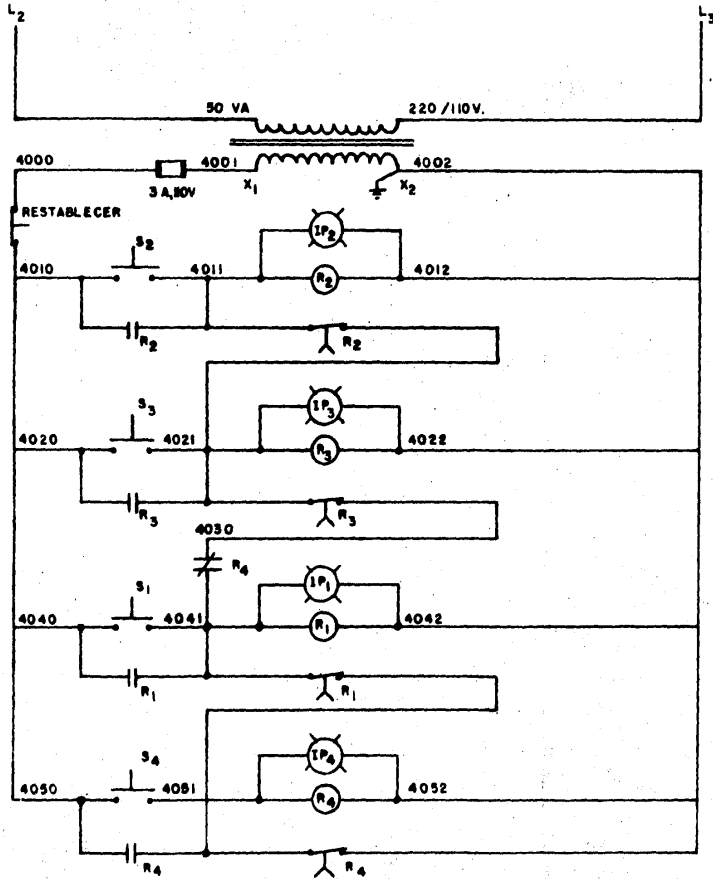 L2 L3
50 VA 220/110V.
4000 4001 4002
3 A, 110V X1 X2
RESTABLECER
IP2
S2
4010 4011 R2 4012
R2 R2
S3 IP3
4020 4021 R3 4022
R3 R3
4030
R4
S1 IP1
4040 4041 R1 4042
R1 R1
S4 IP4
4050 4051 R4 4052
R4 R4